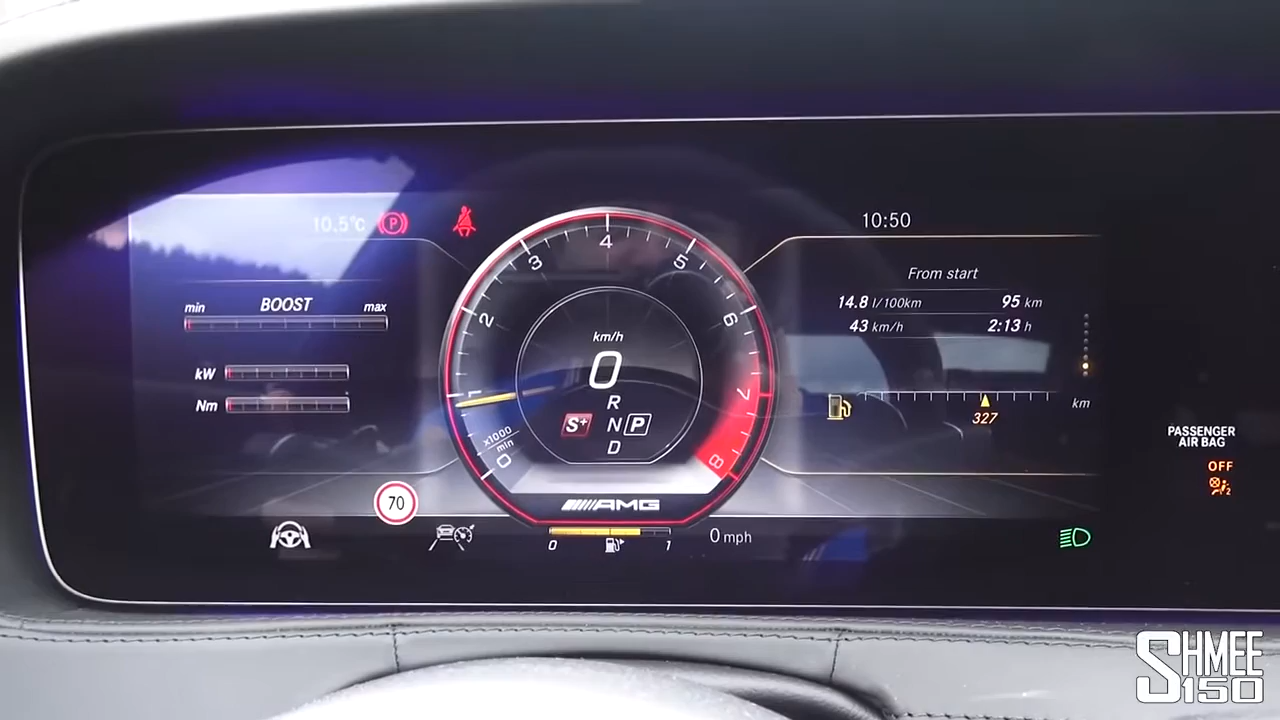 10.5°C (P)
10:50
min BOOST max
kW
Nm
70
1 2 3 4 5 6 7 8
0
x1000
min
km/h
0
R
S+ N P
D
AMG
0 1
0 mph
From start
14.8 l/100km 95 km
43 km/h 2:13 h
327
km
PASSENGER
AIR BAG
OFF
2
SHMEE
150